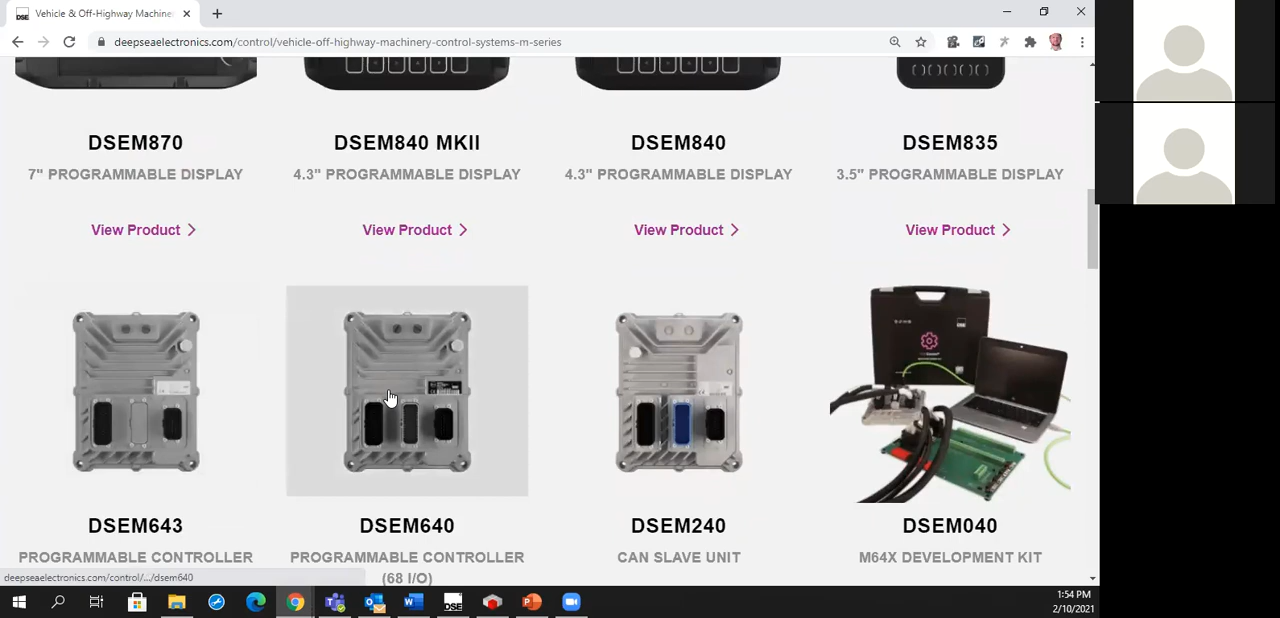 DSE Vehicle & Off-Highway Machine
deepseaelectronics.com/control/vehicle-off-highway-machinery-control-systems-m-series
DSEM870
DSEM840 MKII
DSEM840
DSEM835
7" PROGRAMMABLE DISPLAY
4.3" PROGRAMMABLE DISPLAY
4.3" PROGRAMMABLE DISPLAY
3.5" PROGRAMMABLE DISPLAY
View Product
View Product
View Product
View Product
DSEM643
DSEM640
DSEM240
DSEM040
PROGRAMMABLE CONTROLLER
PROGRAMMABLE CONTROLLER
(68 I/O)
CAN SLAVE UNIT
M64X DEVELOPMENT KIT
deepseaelectronics.com/control/.../dsem640
DSE
1:54 PM
2/10/2021